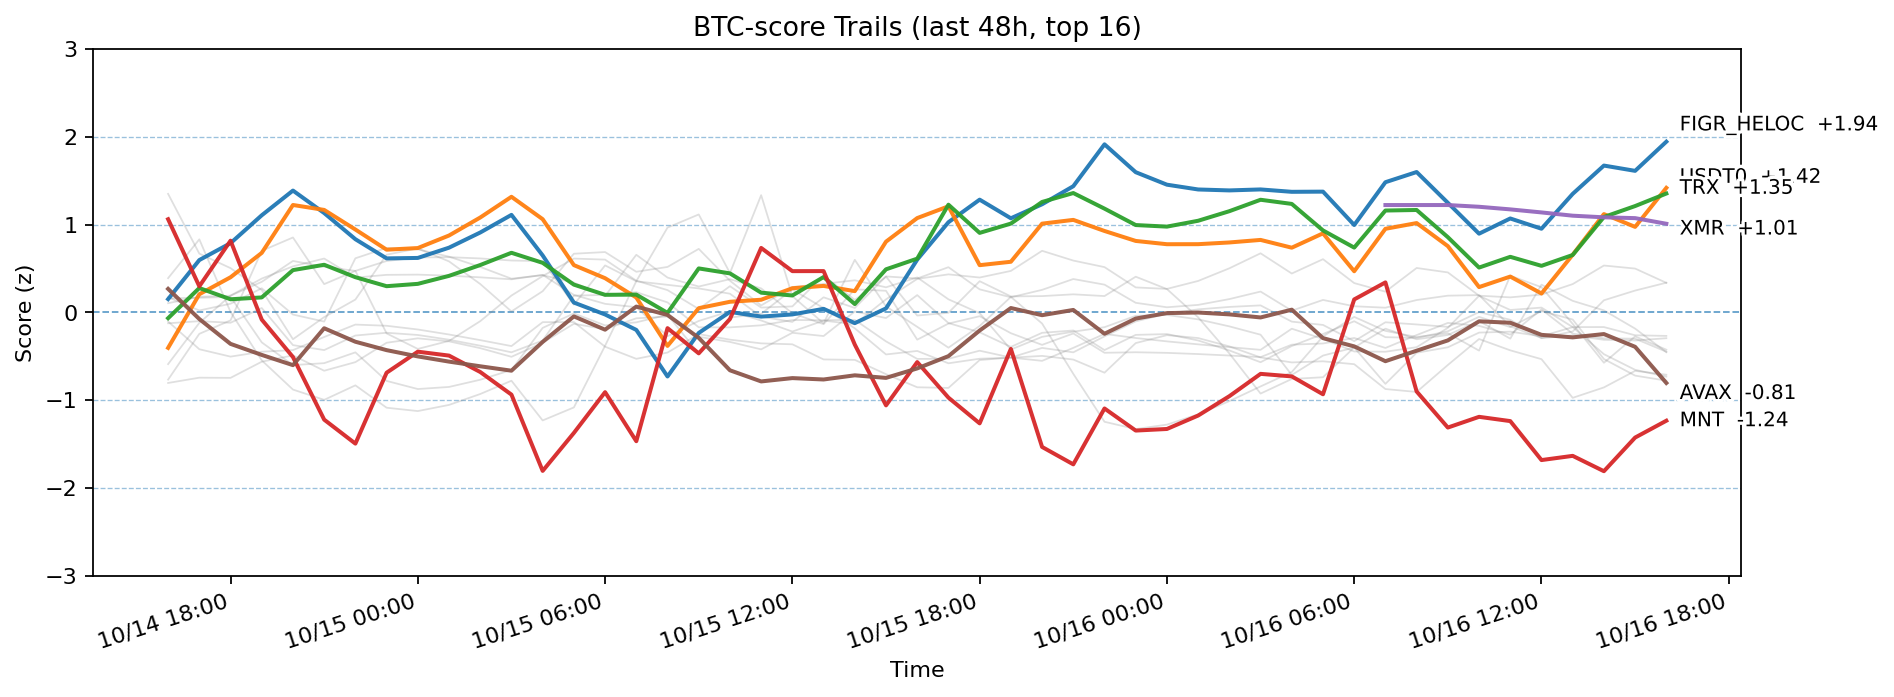 BTC-score Trails (last 48h, top 16)
Score (z)
3
2
1
0
−1
−2
−3
FIGR_HELOC +1.94
USDT0 +1.42
TRX +1.35
XMR +1.01
AVAX -0.81
MNT -1.24
10/14 18:00
10/15 00:00
10/15 06:00
10/15 12:00
10/15 18:00
10/16 00:00
10/16 06:00
10/16 12:00
10/16 18:00
Time